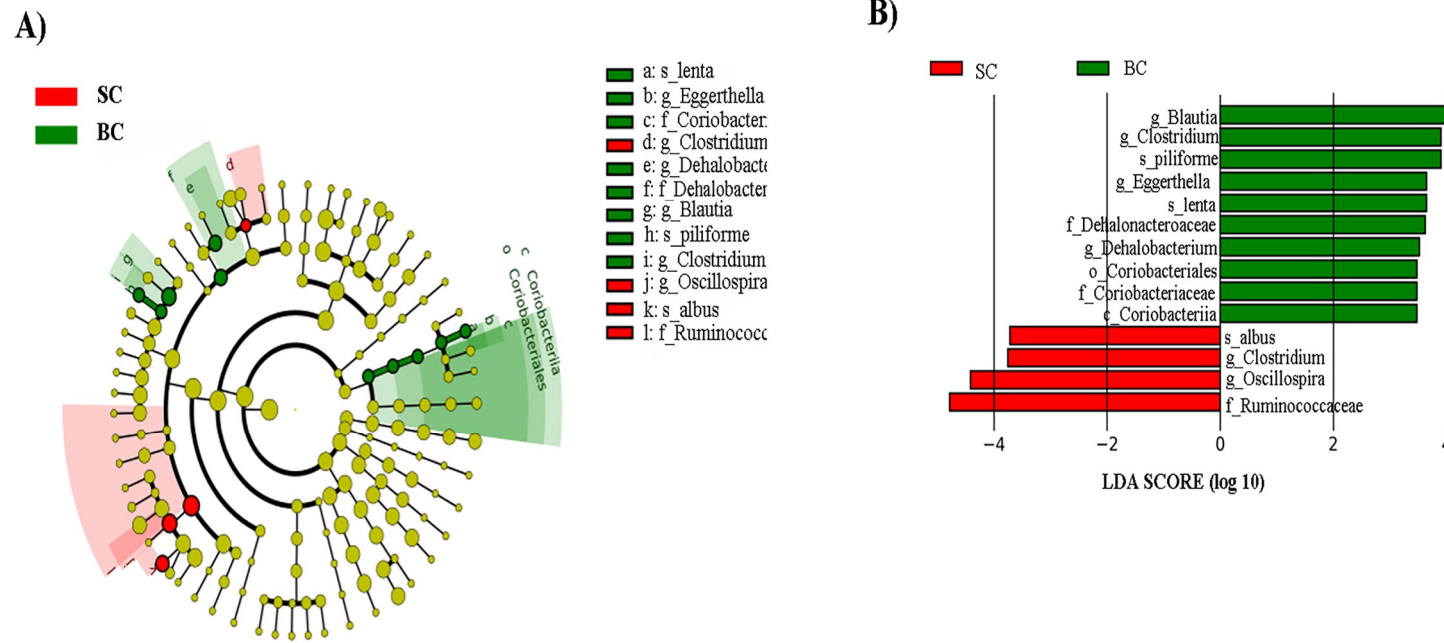 A)
SC
BC
a: s_lenta
b: g_Eggerthella
c: f_Coriobacter
d: g_Clostridium
e: g_Dehalobacte
f: f_Dehalobacter
g: g_Blautia
h: s_piliforme
i: g_Clostridium
j: g_Oscillospira
k: s_albus
l: f_Ruminococc
f
e
d
g
a
b
c
c Coriobacteriia
o Coriobacteriales
B)
SC
BC
g_Blautia
g_Clostridium
s_piliforme
g_Eggerthella
s_lenta
f_Dehalonacteroaceae
g_Dehalobacterium
o_Coriobacteriales
f_Coriobacteriaceae
c_Coriobacteriia
s_albus
g_Clostridium
g_Oscillospira
f_Ruminococcaceae
−4 −2 0 2 4
LDA SCORE (log 10)